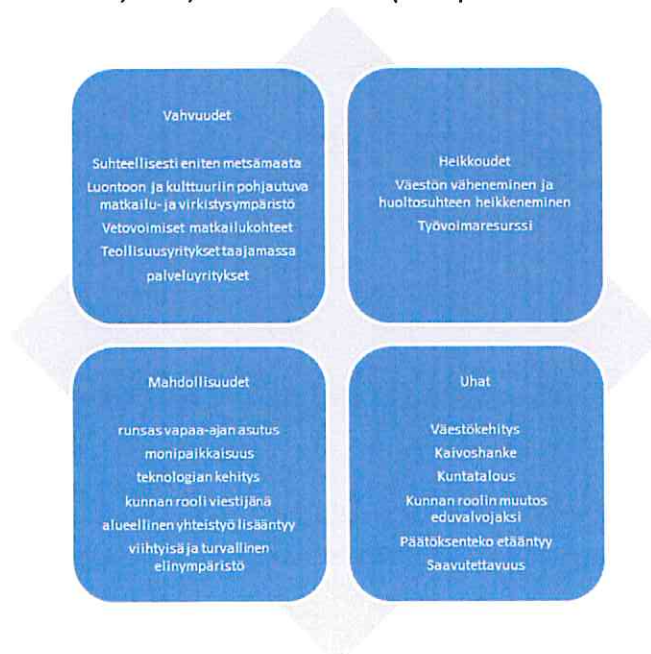 Vahvuudet
Suhteellisesti eniten metsämaata
Luontoon ja kulttuuriin pohjautuva
matkailu- ja virkistysympäristö
Vetovoimiset matkailukohteet
Teollisuusyritykset taajamassa
palveluyritykset
Heikkoudet
Väestön väheneminen ja
huoltosuhteen heikkeneminen
Työvoimaresurssi
Mahdollisuudet
runsas vapaa-ajan asutus
monipaikkaisuus
teknologian kehitys
kunnan rooli viestijänä
alueellinen yhteistyö lisääntyy
viihtyisä ja turvallinen
elinympäristö
Uhat
Väestökehitys
Kaivoshanke
Kuntatalous
Kunnan roolin muutos
eduvalvojaksi
Päätöksenteko etääntyy
Saavutettavuus